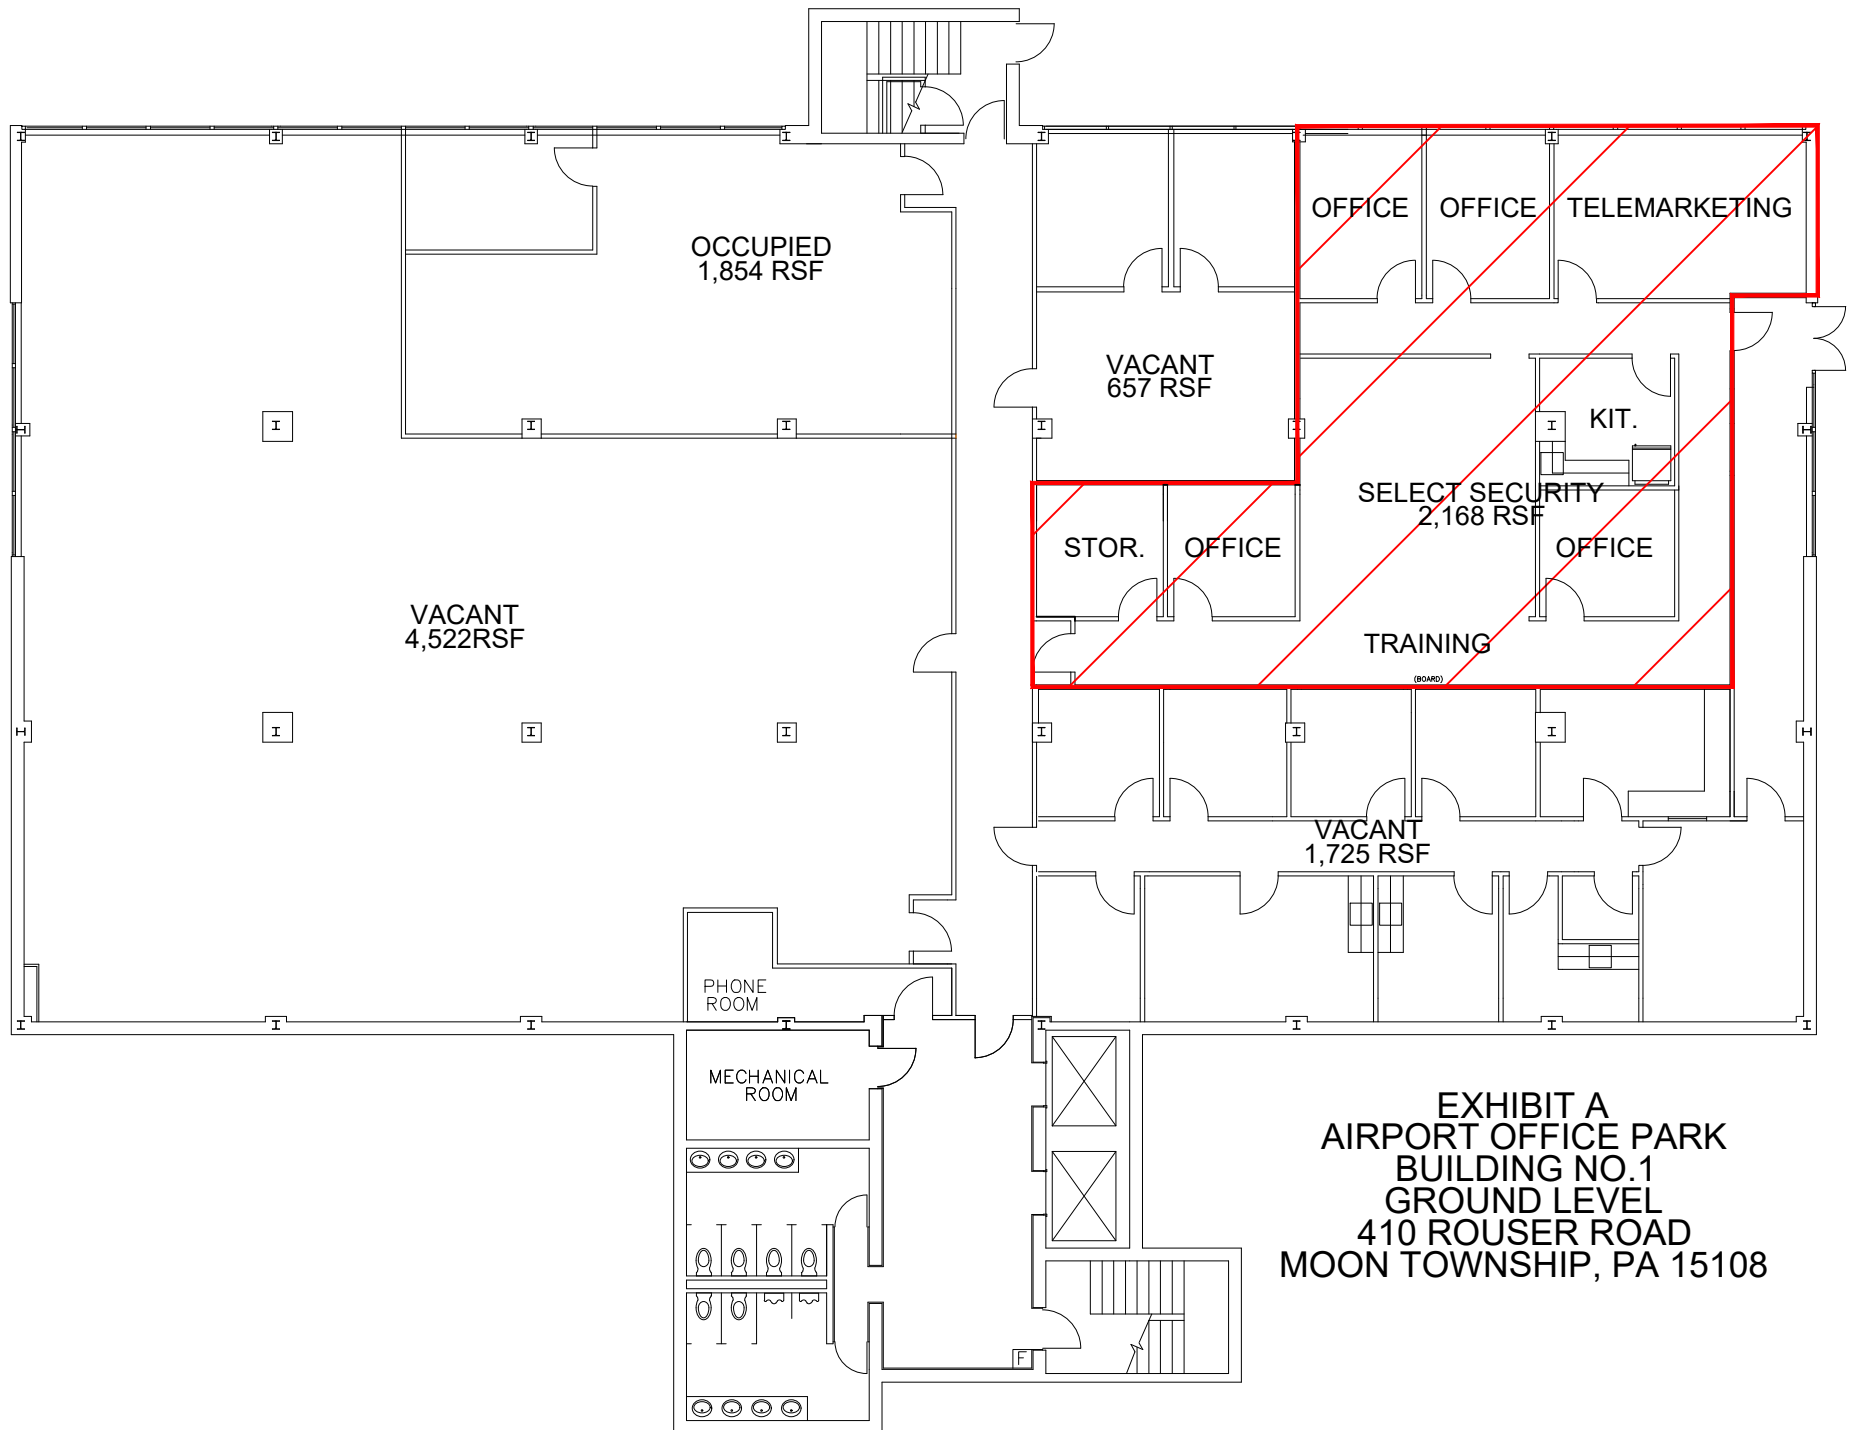 OCCUPIED
1,854 RSF
OFFICE
OFFICE
TELEMARKETING
VACANT
657 RSF
KIT.
SELECT SECURITY
2,168 RSF
STOR.
OFFICE
OFFICE
VACANT
4,522RSF
TRAINING
(BOARD)
VACANT
1,725 RSF
PHONE
ROOM
MECHANICAL
ROOM
F
EXHIBIT A
AIRPORT OFFICE PARK
BUILDING NO.1
GROUND LEVEL
410 ROUSER ROAD
MOON TOWNSHIP, PA 15108